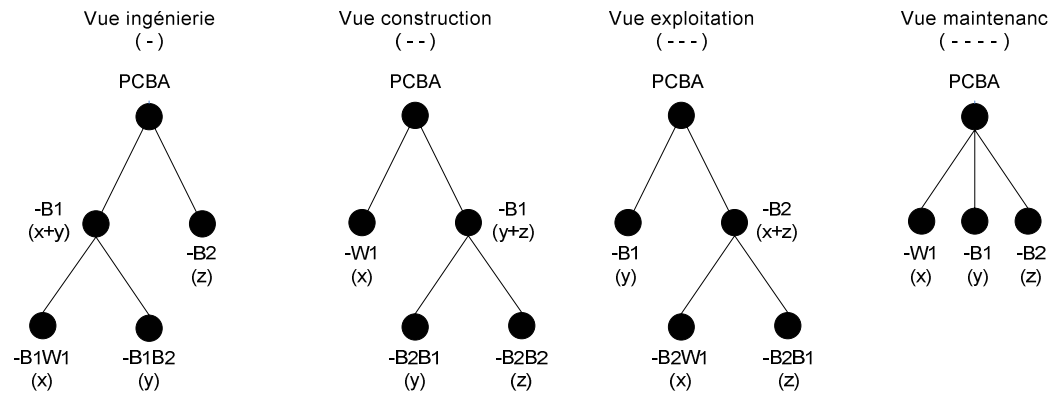 Vue ingénierie
(-)
PCBA
-B1
(x+y)
-B2
(z)
-B1W1
(x)
-B1B2
(y)
Vue construction
(--)
PCBA
-W1
(x)
-B1
(y+z)
-B2B1
(y)
-B2B2
(z)
Vue exploitation
(---)
PCBA
-B1
(y)
-B2
(x+z)
-B2W1
(x)
-B2B1
(z)
Vue maintenanc
(----)
PCBA
-W1
(x)
-B1
(y)
-B2
(z)